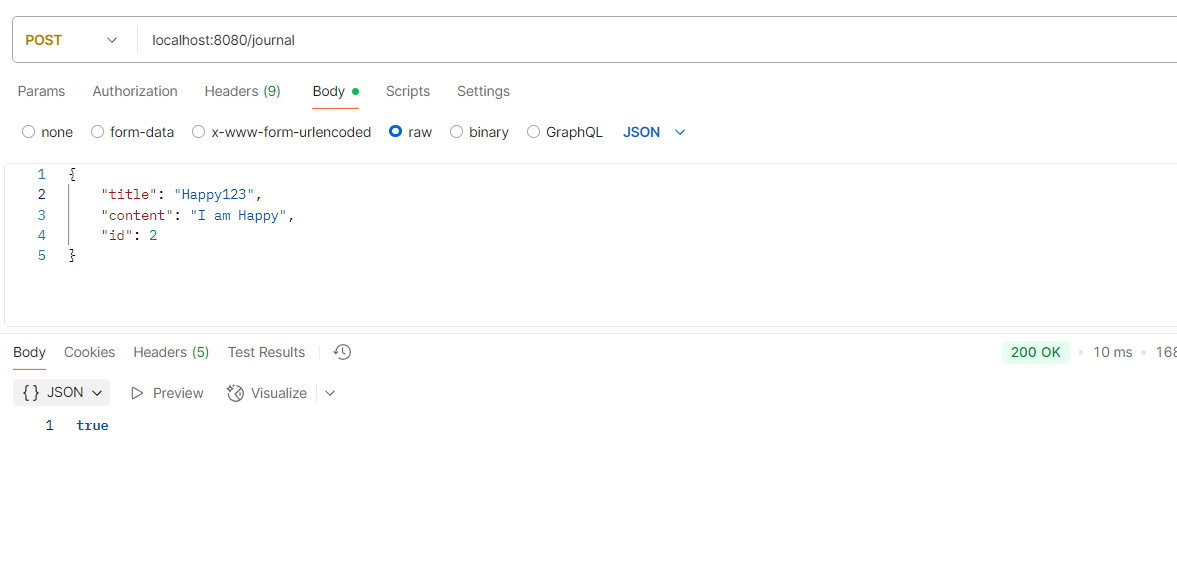 POST localhost:8080/journal
Params Authorization Headers (9) Body Scripts Settings
none form-data x-www-form-urlencoded raw binary GraphQL JSON
1 {
2 "title": "Happy123",
3 "content": "I am Happy",
4 "id": 2
5 }
Body Cookies Headers (5) Test Results 200 OK 10 ms 168
{} JSON Preview Visualize
1 true